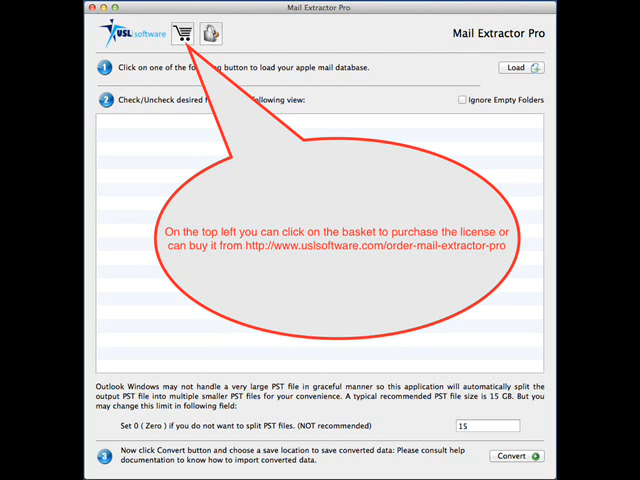 Mail Extractor Pro
USL software
Mail Extractor Pro
1 Click on one of the fo ng button to load your apple mail database.
Load
2 Check/Uncheck desired f llowing view:
Ignore Empty Folders
On the top left you can click on the basket to purchase the license or
can buy it from http://www.uslsoftware.com/order-mail-extractor-pro
Outlook Windows may not handle a very large PST file in graceful manner so this application will automatically split the
output PST file into multiple smaller PST files for your convenience. A typical recommended PST file size is 15 GB. But you
may change this limit in following field:
Set 0 ( Zero ) if you do not want to split PST files. (NOT recommended)
15
3 Now click Convert button and choose a save location to save converted data: Please consult help
documentation to know how to import converted data.
Convert